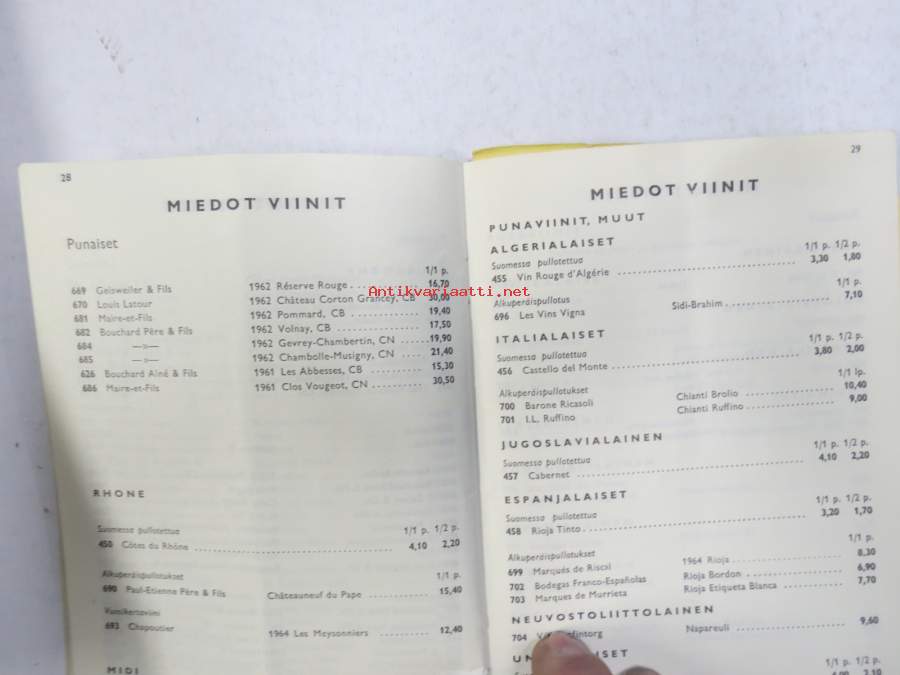 28
MIEDOT VIINIT
Punaiset
1/1 p.
669 Geisweiler & Fils 1962 Réserve Rouge 16,70
670 Louis Latour 1962 Château Corton Grancey, CB 30,00
681 Maire-et-Fils 1962 Pommard, CB 19,40
682 Bouchard Père & Fils 1962 Volnay, CB 17,50
684 —»— 1962 Gevrey-Chambertin, CN 19,90
685 —»— 1962 Chambolle-Musigny, CN 21,40
626 Bouchard Aîné & Fils 1961 Les Abbesses, CB 15,30
686 Maire-et-Fils 1961 Clos Vougeot, CN 30,50
RHONE
Suomessa pullotettua 1/1 p. 1/2 p.
450 Côtes du Rhône 4,10 2,20
Alkuperdispullotukset 1/1 p.
690 Paul-Etienne Père & Fils Châteauneuf du Pape 15,40
693 Chapoutier 1964 Les Meysonniers 12,40
MIDI
29
MIEDOT VIINIT
PUNAVIINIT, MUUT
ALGERIALAISET
Suomessa pullotettua 1/1 p. 1/2 p.
455 Vin Rouge d'Algérie 3,30 1,80
Alkuperdispullotus 1/1 p.
696 Les Vins Vigna Sidi-Brahim 7,10
ITALIALAISET
Suomessa pullotettua 1/1 p. 1/2 p.
456 Castello del Monte 3,80 2,00
Alkuperdispullotukset 1/1 lp.
700 Barone Ricasoli Chianti Brolio 10,40
701 I.L. Ruffino Chianti Ruffino 9,00
JUGOSLAVIALAINEN
Suomessa pullotettua 1/1 p. 1/2 p.
457 Cabernet 4,10 2,20
ESPANJALAISET
Suomessa pullotettua 1/1 p. 1/2 p.
458 Rioja Tinto 3,20 1,70
Alkuperdispullotukset 1/1 p.
699 Marqués de Riscal 1964 Rioja 8,30
702 Bodegas Franco-Españolas Rioja Bordon 6,90
703 Marques de Murrieta Rioja Etiqueta Blanca 7,70
NEUVOSTOLIITTOLAINEN
704 Napareuli 9,60
1/1 p. 1/2 p.
Antikvariaatti.net